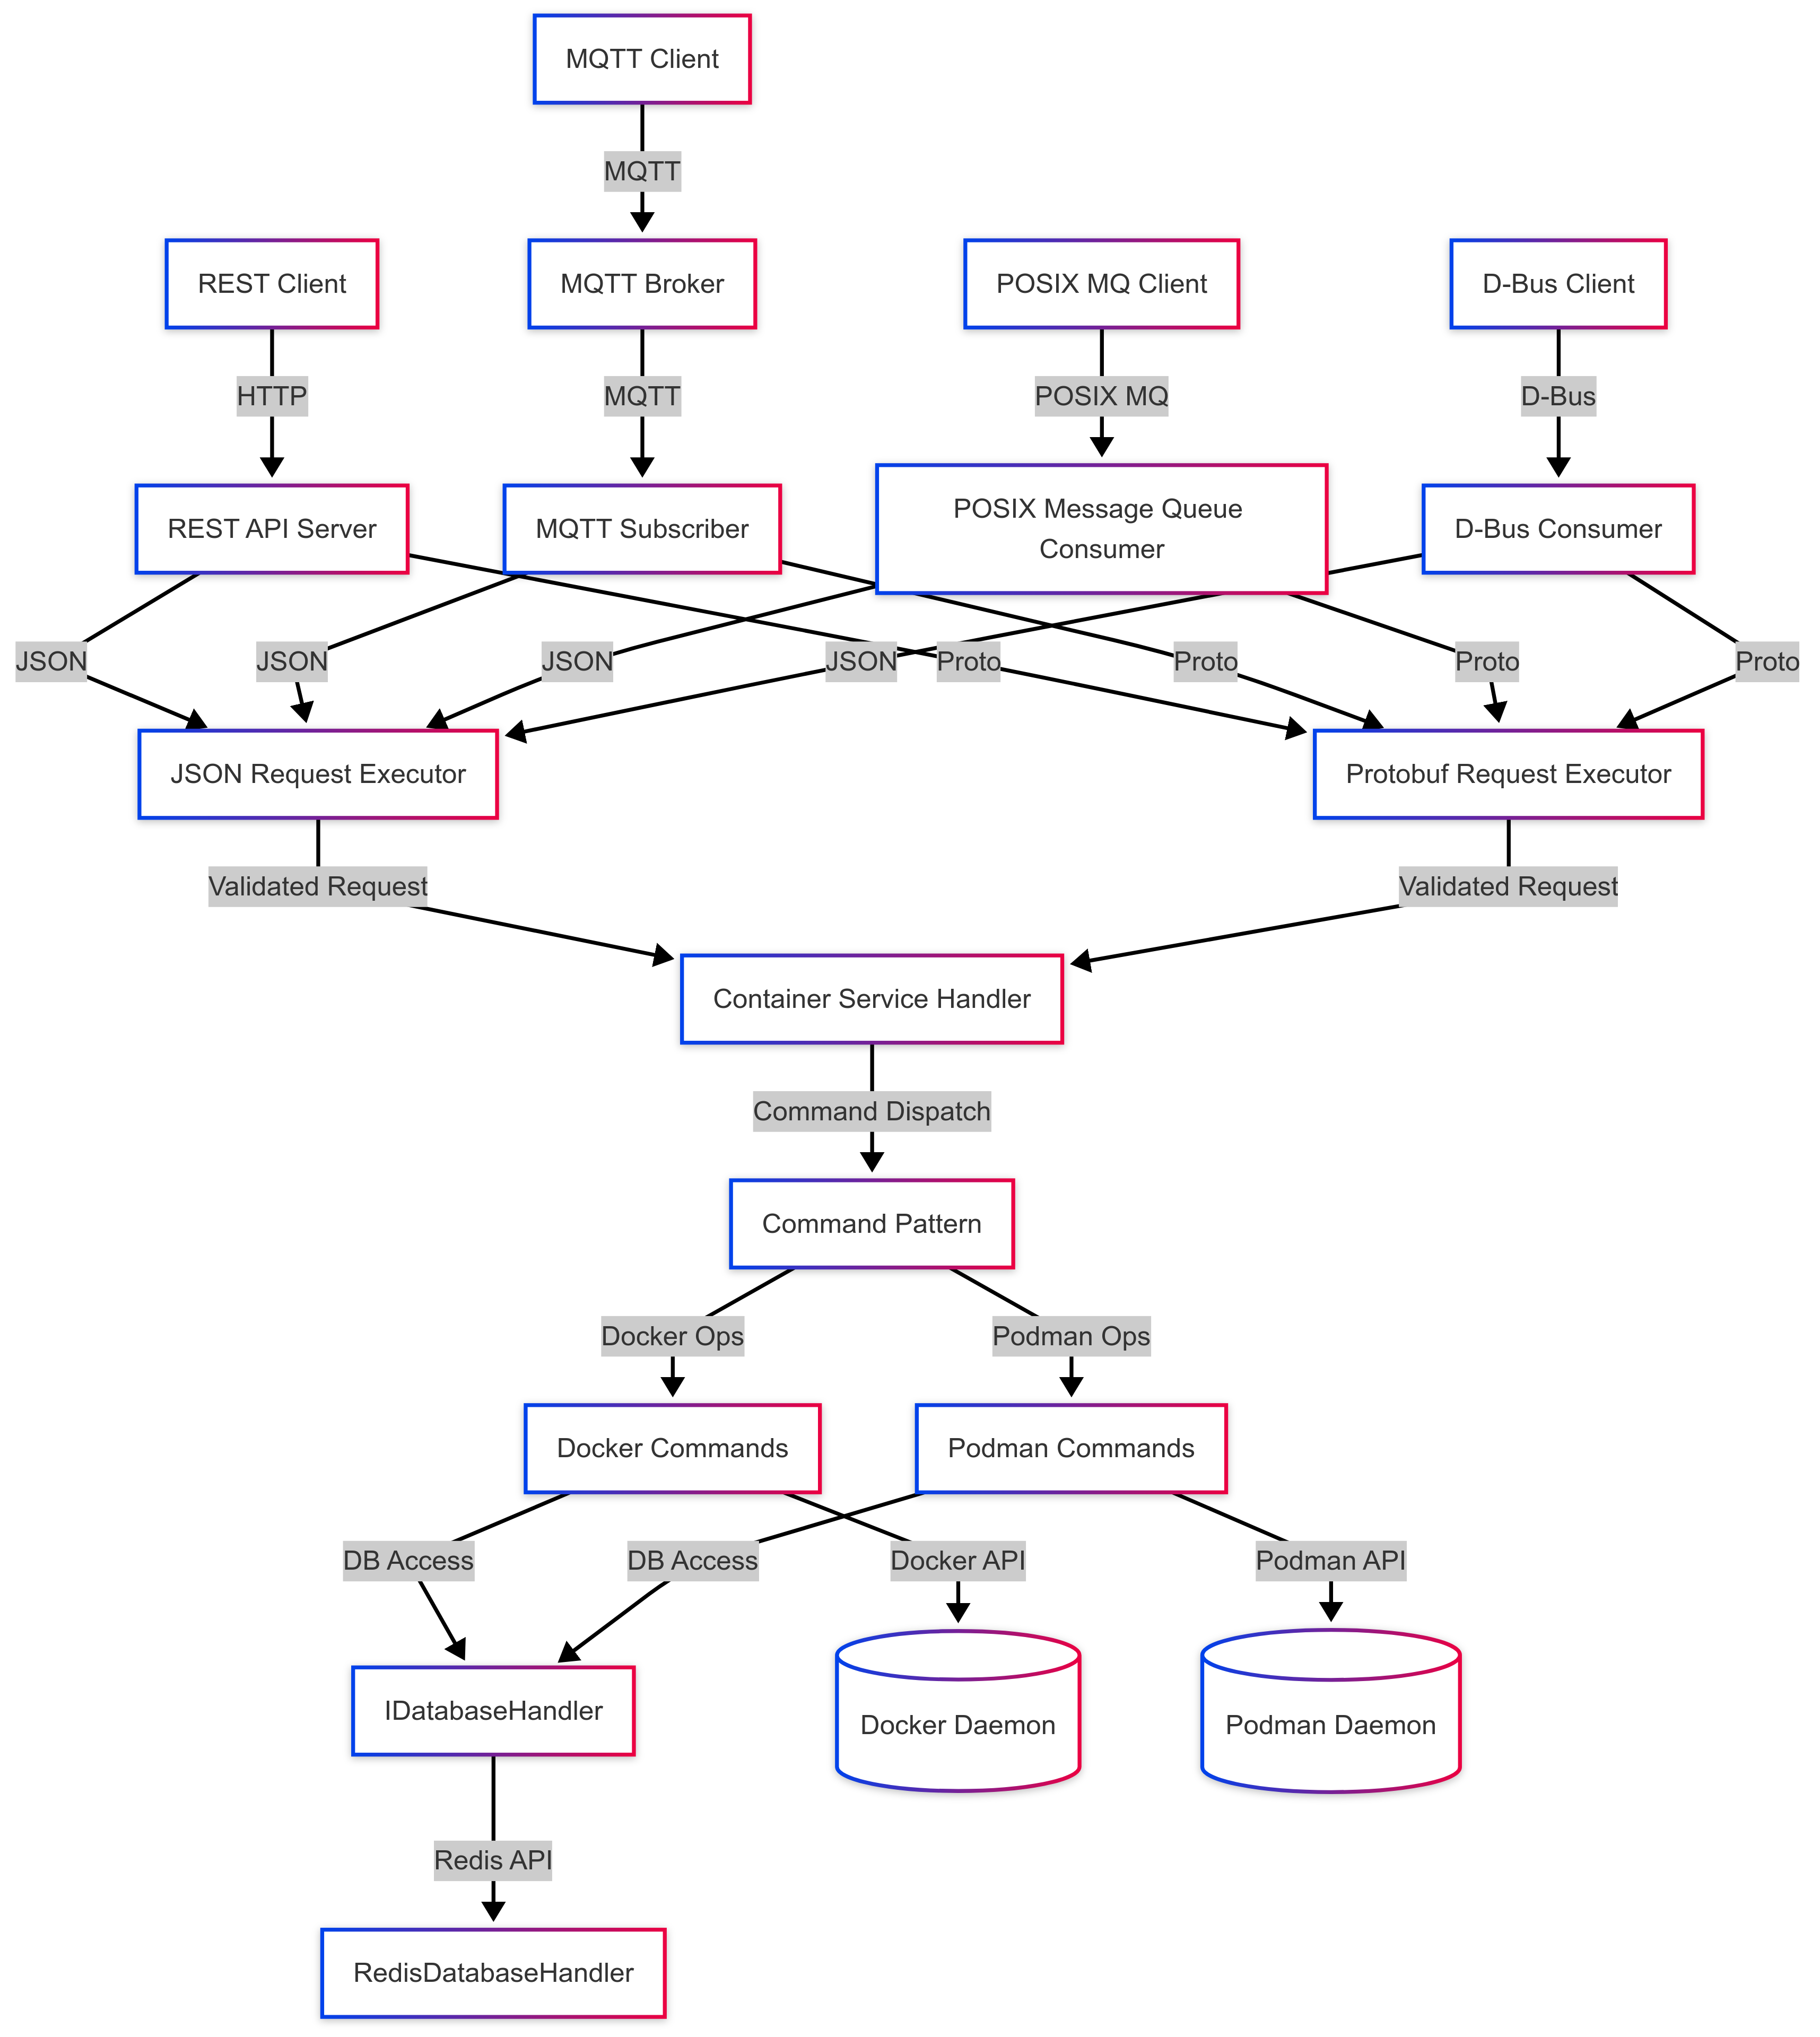 MQTT Client
MQTT
REST Client
MQTT Broker
POSIX MQ Client
D-Bus Client
HTTP
MQTT
POSIX MQ
D-Bus
REST API Server
MQTT Subscriber
POSIX Message Queue
Consumer
D-Bus Consumer
JSON
JSON
JSON
JSON
Proto
Proto
Proto
Proto
JSON Request Executor
Protobuf Request Executor
Validated Request
Validated Request
Container Service Handler
Command Dispatch
Command Pattern
Docker Ops
Podman Ops
Docker Commands
Podman Commands
DB Access
DB Access
Docker API
Podman API
IDatabaseHandler
Docker Daemon
Podman Daemon
Redis API
RedisDatabaseHandler